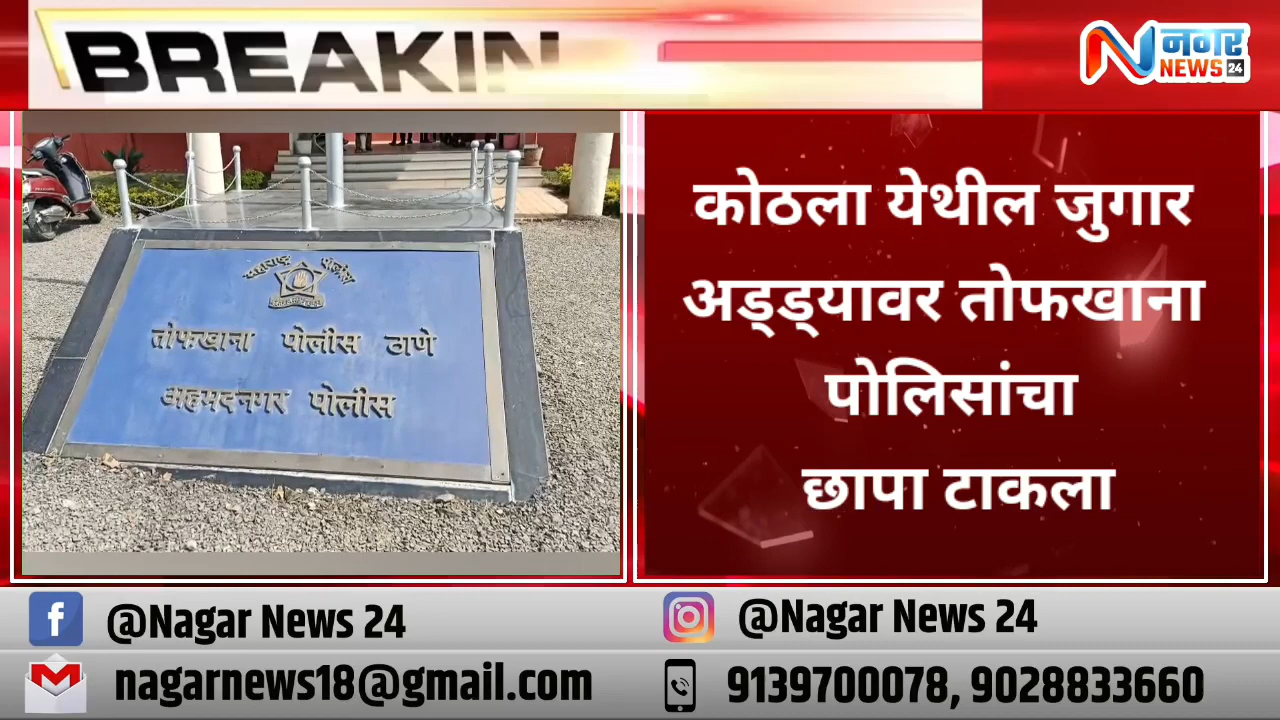 BREAKIN
नगर
NEWS 24
महाराष्ट्र पोलीस
तोफखाना पोलीस ठाणे
अहमदनगर पोलीस
कोठला येथील जुगार
अड्ड्यावर तोफखाना
पोलिसांचा
छापा टाकला
@Nagar News 24
@Nagar News 24
nagarnews18@gmail.com
9139700078, 9028833660